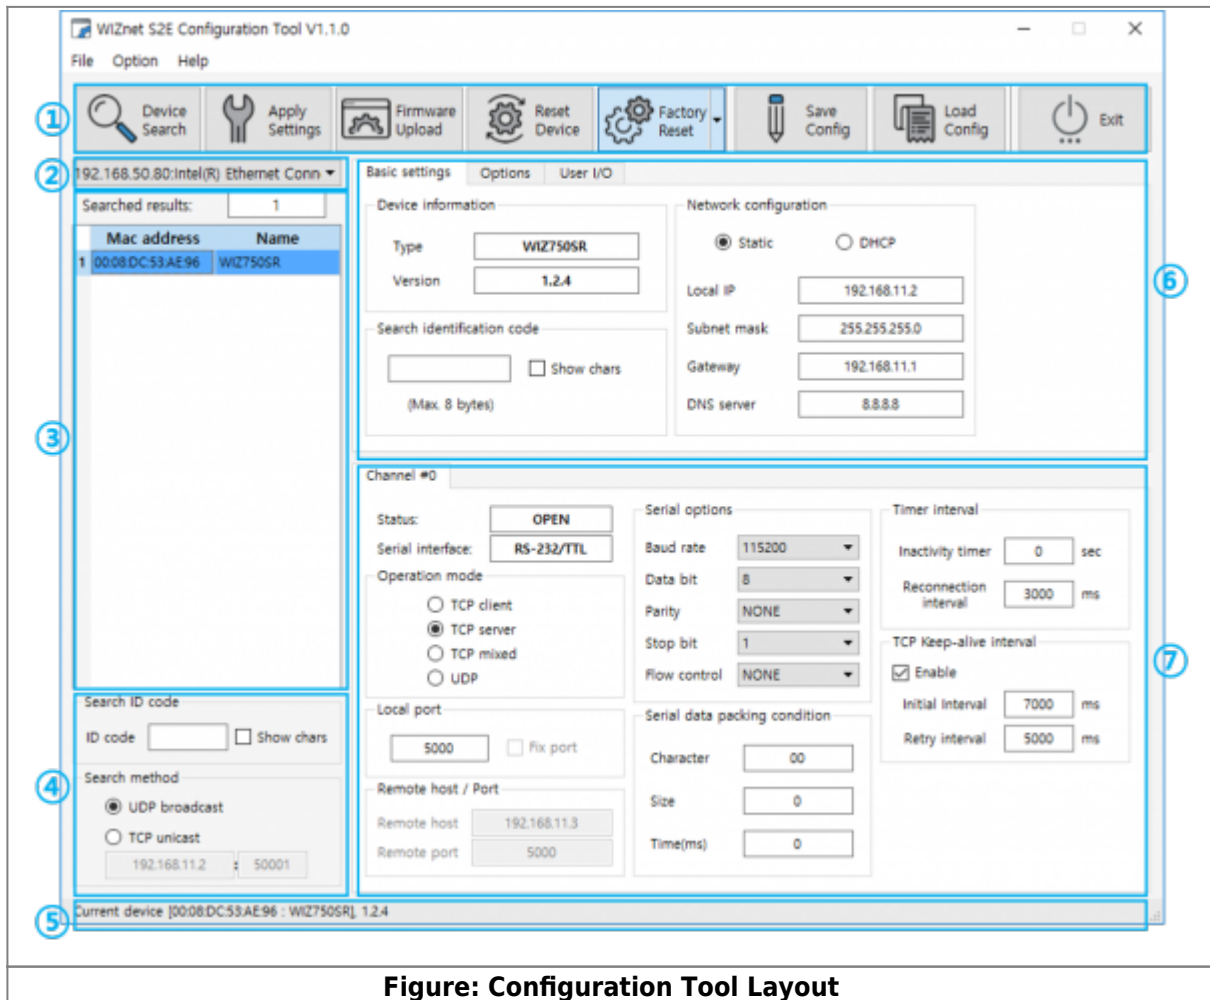 WIZnet S2E Configuration Tool V1.1.0
File Option Help
① Device Search Apply Settings Firmware Upload Reset Device Factory Reset Save Config Load Config Exit
② 192.168.50.80:Intel(R) Ethernet Conn
Searched results: 1
Mac address Name
1 00:08:DC:53:AE:96 WIZ750SR
③
Search ID code
ID code Show chars
Search method
④
UDP broadcast
TCP unicast
192.168.11.2 : 50001
Basic settings Options User I/O
Device information
Type WIZ750SR
Version 1.2.4
Search identification code
Show chars
(Max. 8 bytes)
Network configuration
Static DHCP
Local IP 192.168.11.2
Subnet mask 255.255.255.0
Gateway 192.168.11.1
DNS server 8.8.8.8
⑥
Channel #0
Status: OPEN
Serial interface: RS-232/TTL
Operation mode
TCP client
TCP server
TCP mixed
UDP
Local port
5000 Fix port
Remote host / Port
Remote host 192.168.11.3
Remote port 5000
Serial options
Baud rate 115200
Data bit 8
Parity NONE
Stop bit 1
Flow control NONE
Serial data packing condition
Character 00
Size 0
Time(ms) 0
Timer interval
Inactivity timer 0 sec
Reconnection interval 3000 ms
TCP Keep-alive interval
Enable
Initial Interval 7000 ms
Retry interval 5000 ms
⑦
⑤ Current device [00:08:DC:53:AE:96 : WIZ750SR], 1.2.4
Figure: Configuration Tool Layout